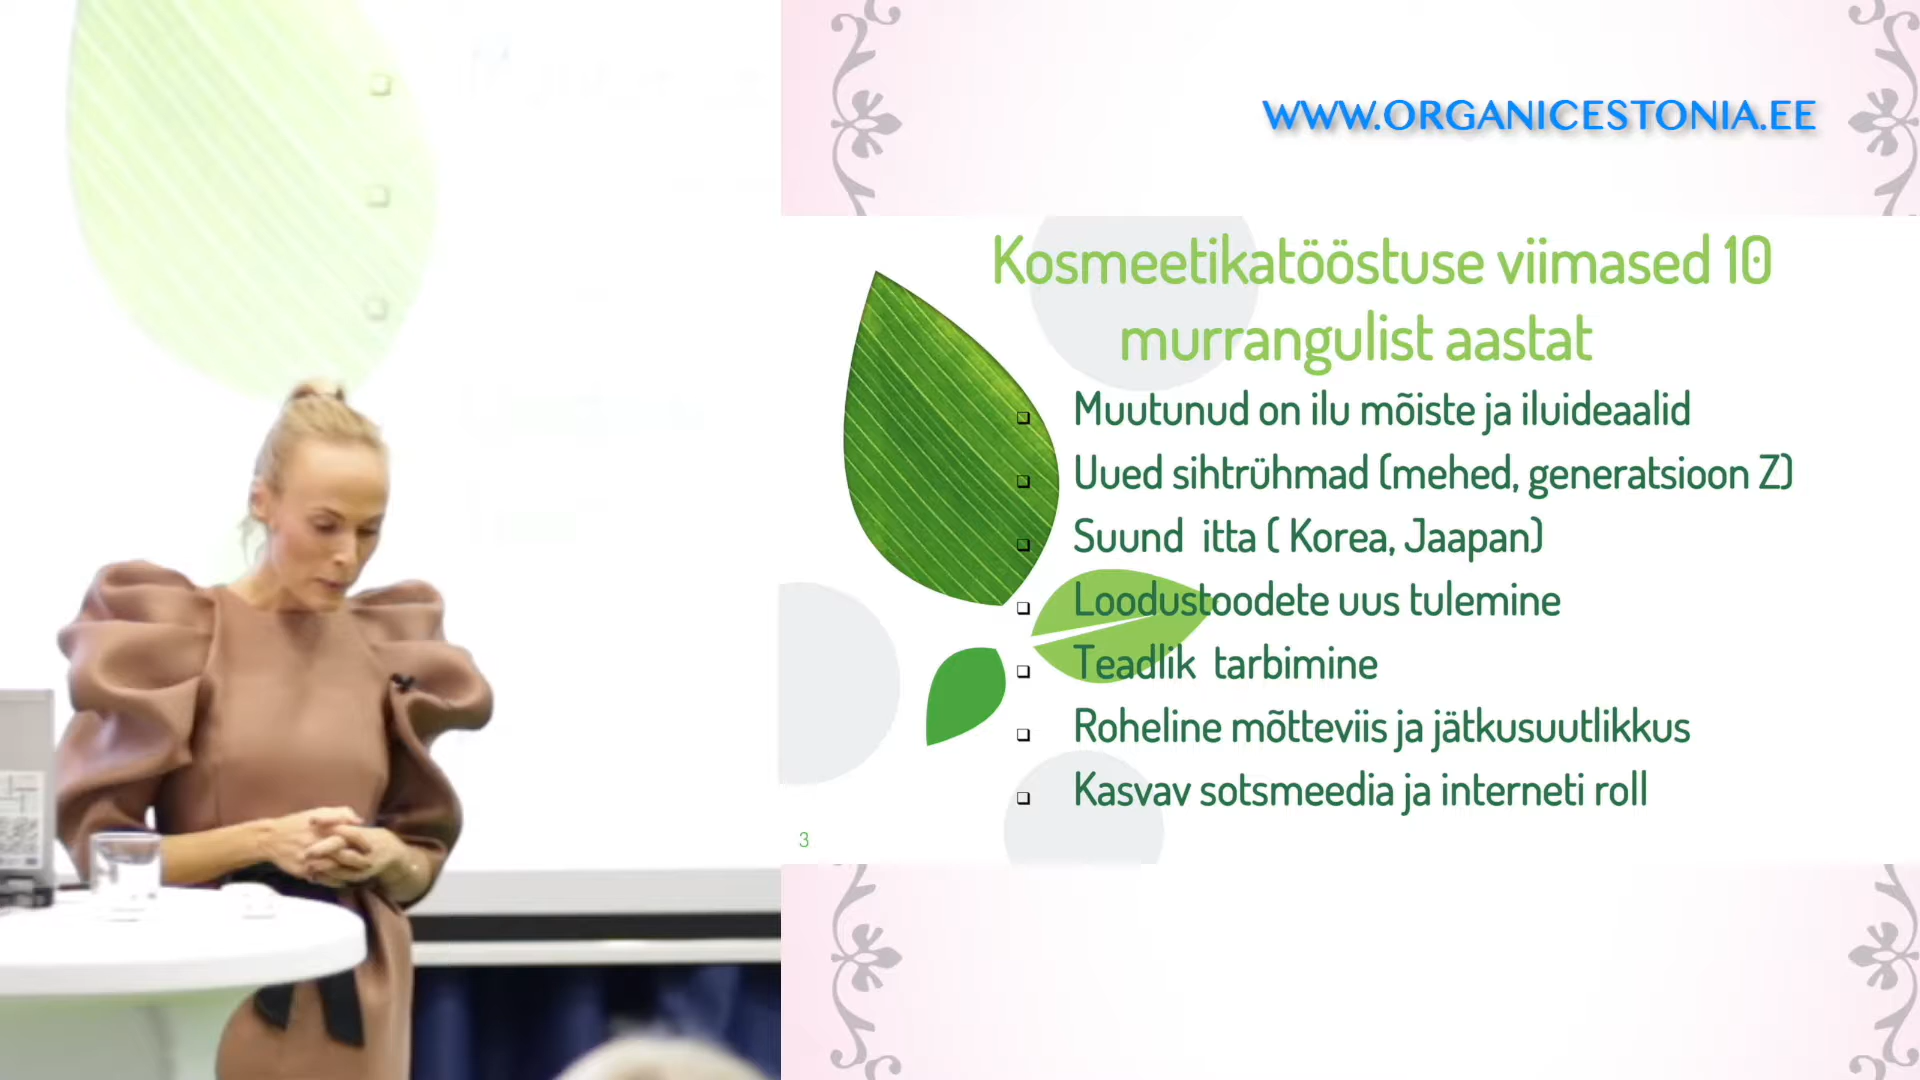 WWW.ORGANICESTONIA.EE
Kosmeetikatööstuse viimased 10
murrangulist aastat
Muutunud on ilu mõiste ja iluideaalid
Uued sihtrühmad (mehed, generatsioon Z)
Suund itta ( Korea, Jaapan)
Loodustoodete uus tulemine
Teadlik tarbimine
Roheline mõtteviis ja jätkusuutlikkus
Kasvav sotsmeedia ja interneti roll
3